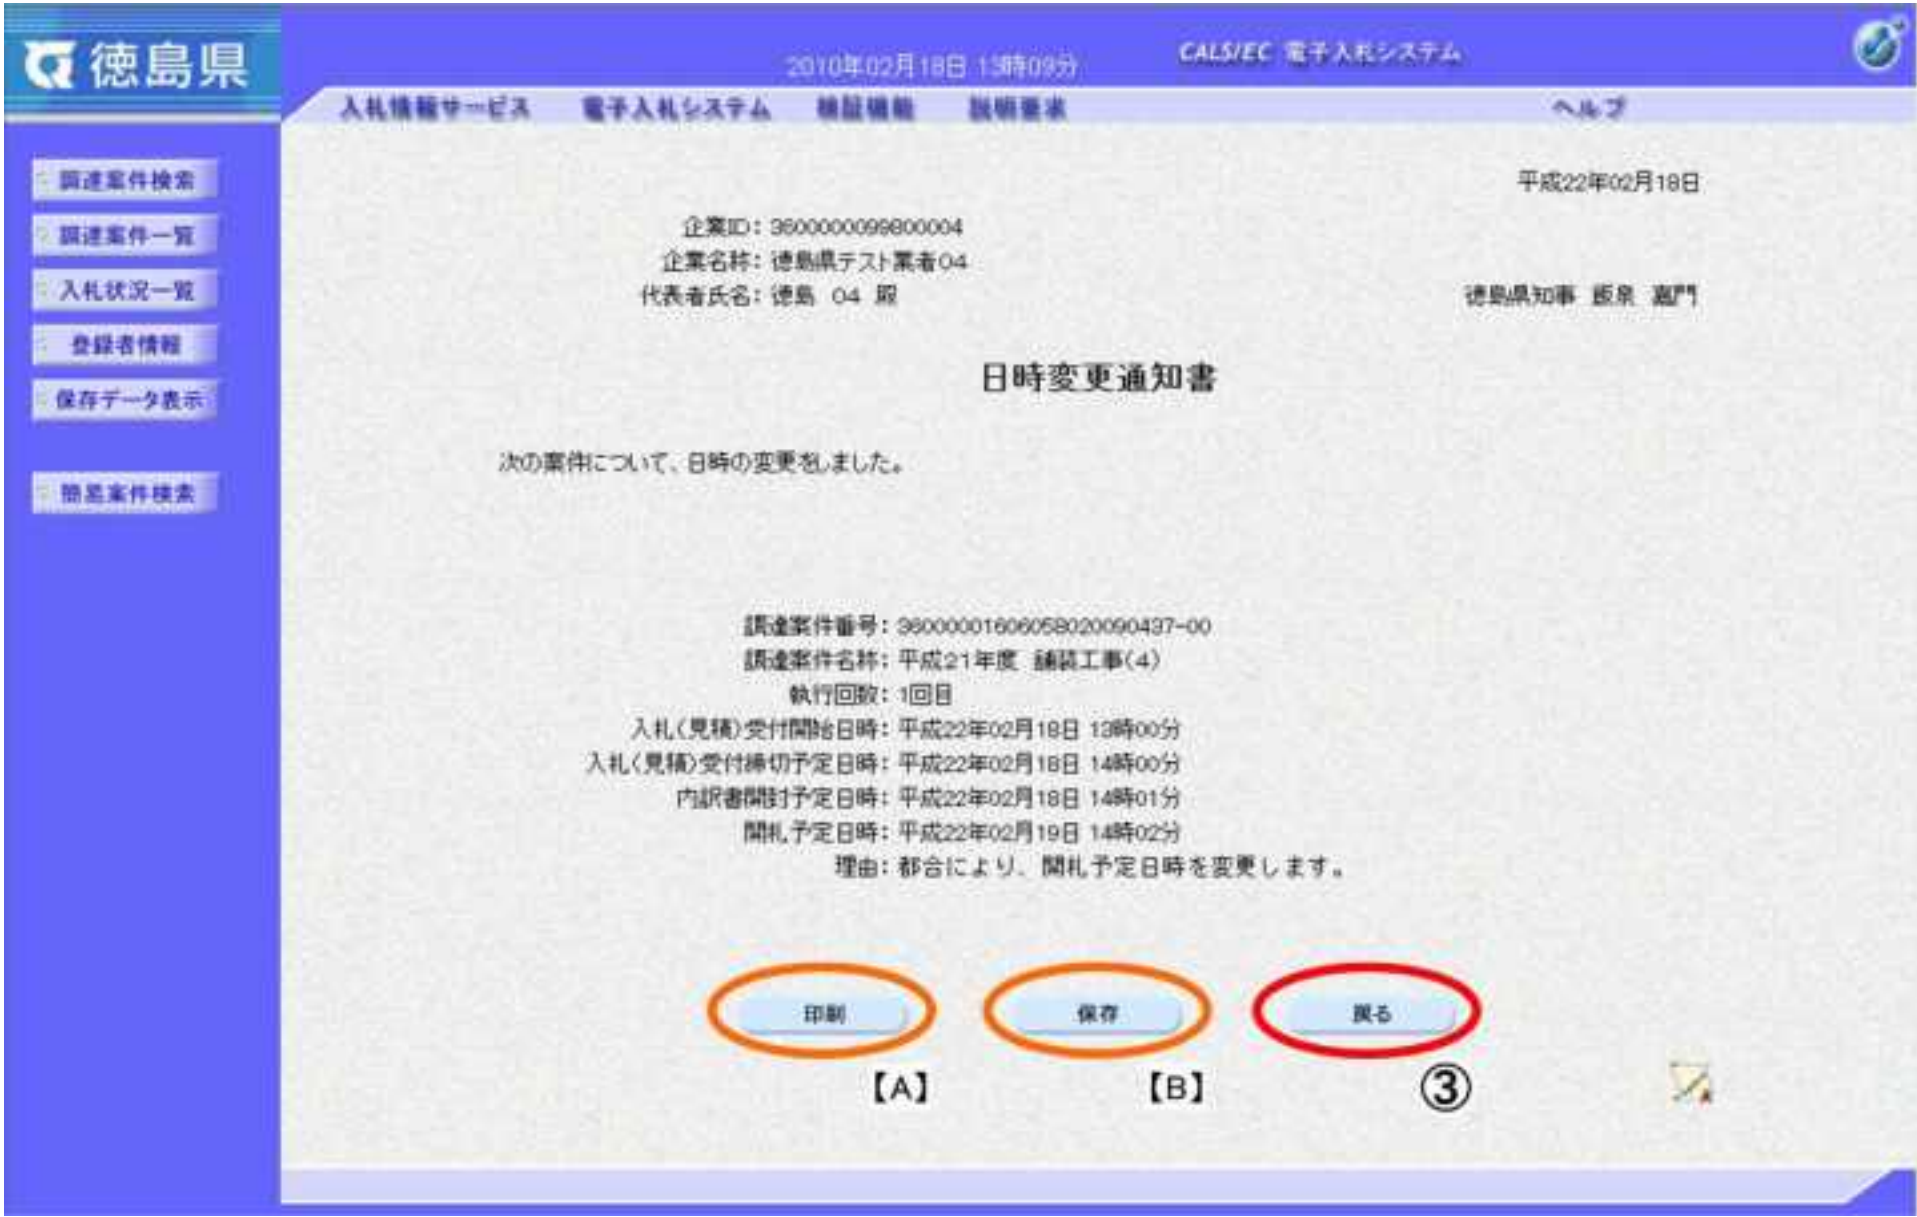 徳島県
2010年02月18日 13時09分
CALS/EC 電子入札システム
入札情報サービス 電子入札システム 検証機能 説明要求 ヘルプ
調達案件検索
調達案件一覧
入札状況一覧
登録者情報
保存データ表示
簡易案件検索
平成22年02月18日
企業ID：3600000099800004
企業名称：徳島県テスト業者04
代表者氏名：徳島 04 殿
徳島県知事 飯泉 嘉門
日時変更通知書
次の案件について、日時の変更をしました。
調達案件番号：36000001606058020090437-00
調達案件名称：平成21年度 舗装工事(4)
執行回数：1回目
入札(見積)受付開始日時：平成22年02月18日 13時00分
入札(見積)受付締切予定日時：平成22年02月18日 14時00分
内訳書開封予定日時：平成22年02月18日 14時01分
開札予定日時：平成22年02月19日 14時02分
理由：都合により、開札予定日時を変更します。
印刷 保存 戻る
【A】 【B】 ③